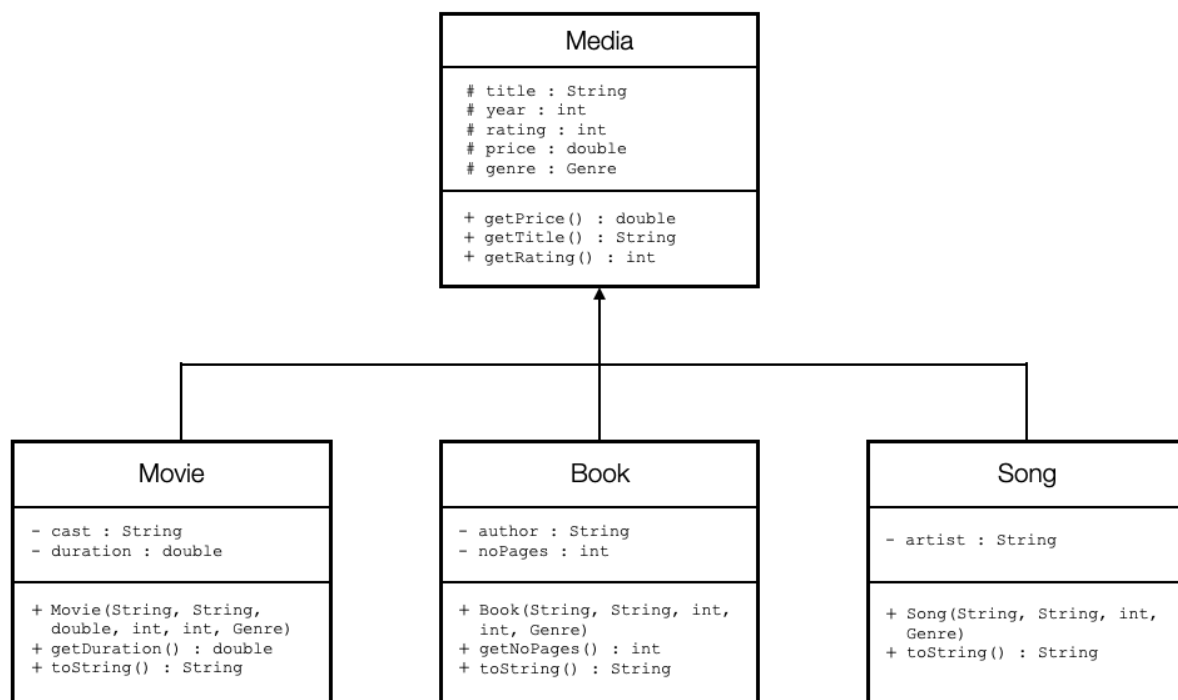 Media
# title : String
# year : int
# rating : int
# price : double
# genre : Genre
+ getPrice() : double
+ getTitle() : String
+ getRating() : int
Movie
- cast : String
- duration : double
+ Movie(String, String,
double, int, int, Genre)
+ getDuration() : double
+ toString() : String
Book
- author : String
- noPages : int
+ Book(String, String, int,
int, Genre)
+ getNoPages() : int
+ toString() : String
Song
- artist : String
+ Song(String, String, int,
Genre)
+ toString() : String